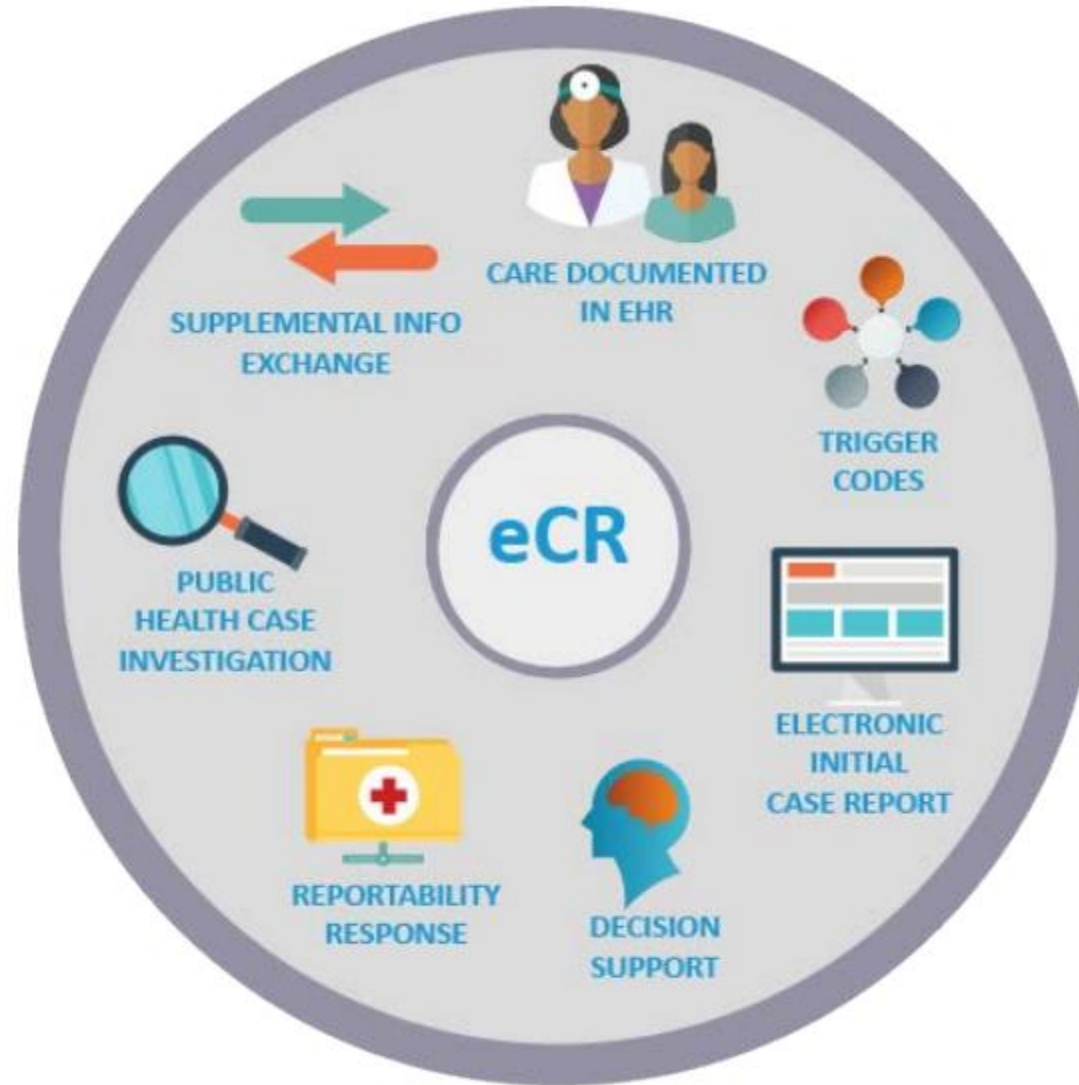 CARE DOCUMENTED
IN EHR
TRIGGER
CODES
ELECTRONIC
INITIAL
CASE REPORT
DECISION
SUPPORT
REPORTABILITY
RESPONSE
PUBLIC
HEALTH CASE
INVESTIGATION
SUPPLEMENTAL INFO
EXCHANGE
eCR